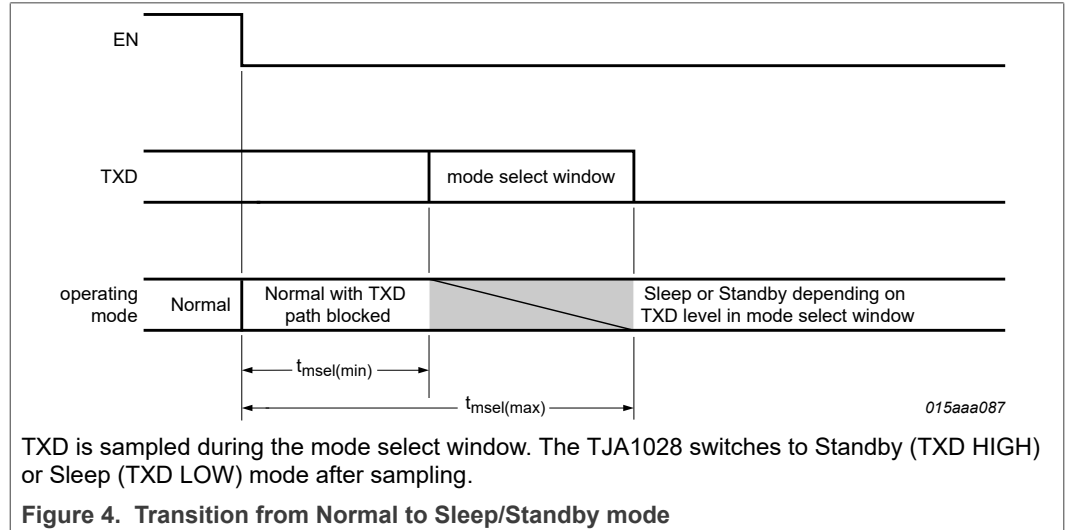 EN
TXD
mode select window
operating
mode
Normal
Normal with TXD
path blocked
Sleep or Standby depending on
TXD level in mode select window
tmsel(min)
tmsel(max)
015aaa087
TXD is sampled during the mode select window. The TJA1028 switches to Standby (TXD HIGH)
or Sleep (TXD LOW) mode after sampling.
Figure 4. Transition from Normal to Sleep/Standby mode